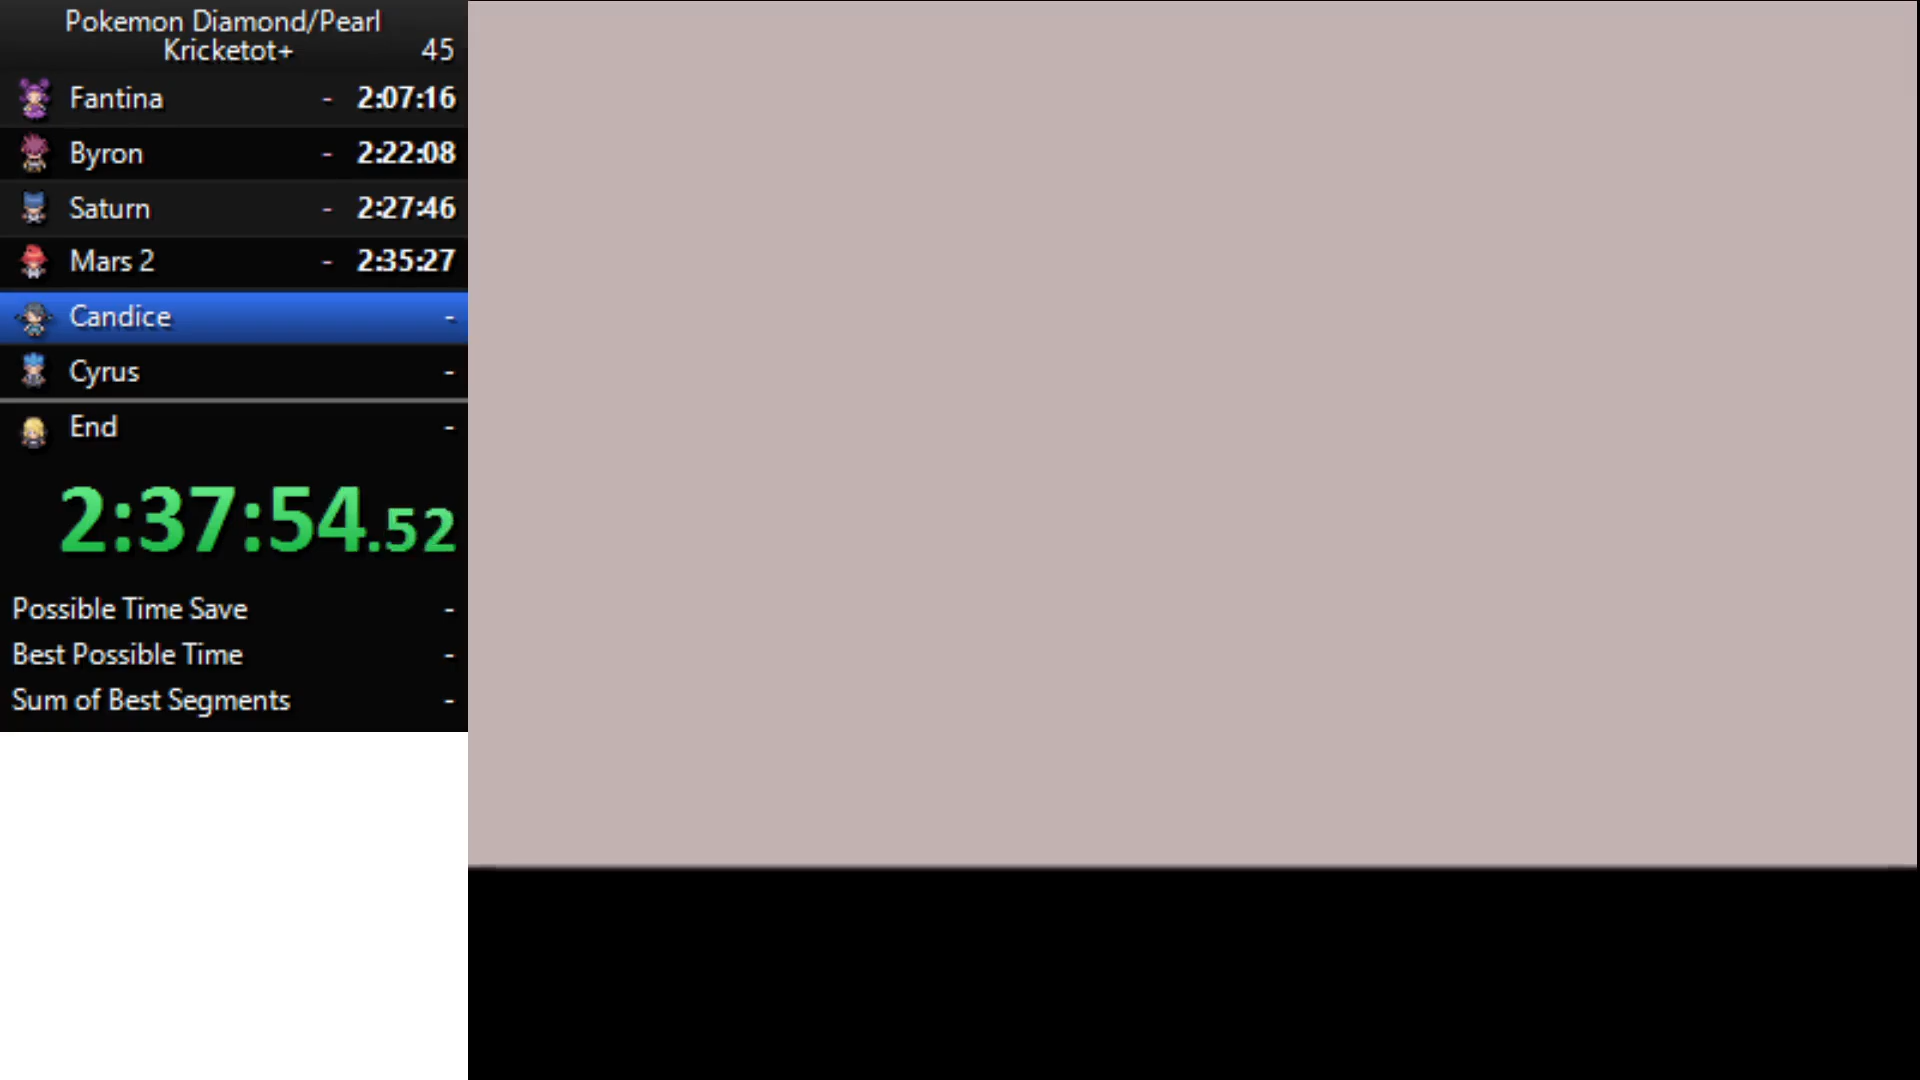 Pokemon Diamond/Pearl
Kricketot+ 45
Fantina - 2:07:16
Byron - 2:22:08
Saturn - 2:27:46
Mars 2 - 2:35:27
Candice -
Cyrus -
End -
2:37:54.52
Possible Time Save -
Best Possible Time -
Sum of Best Segments -